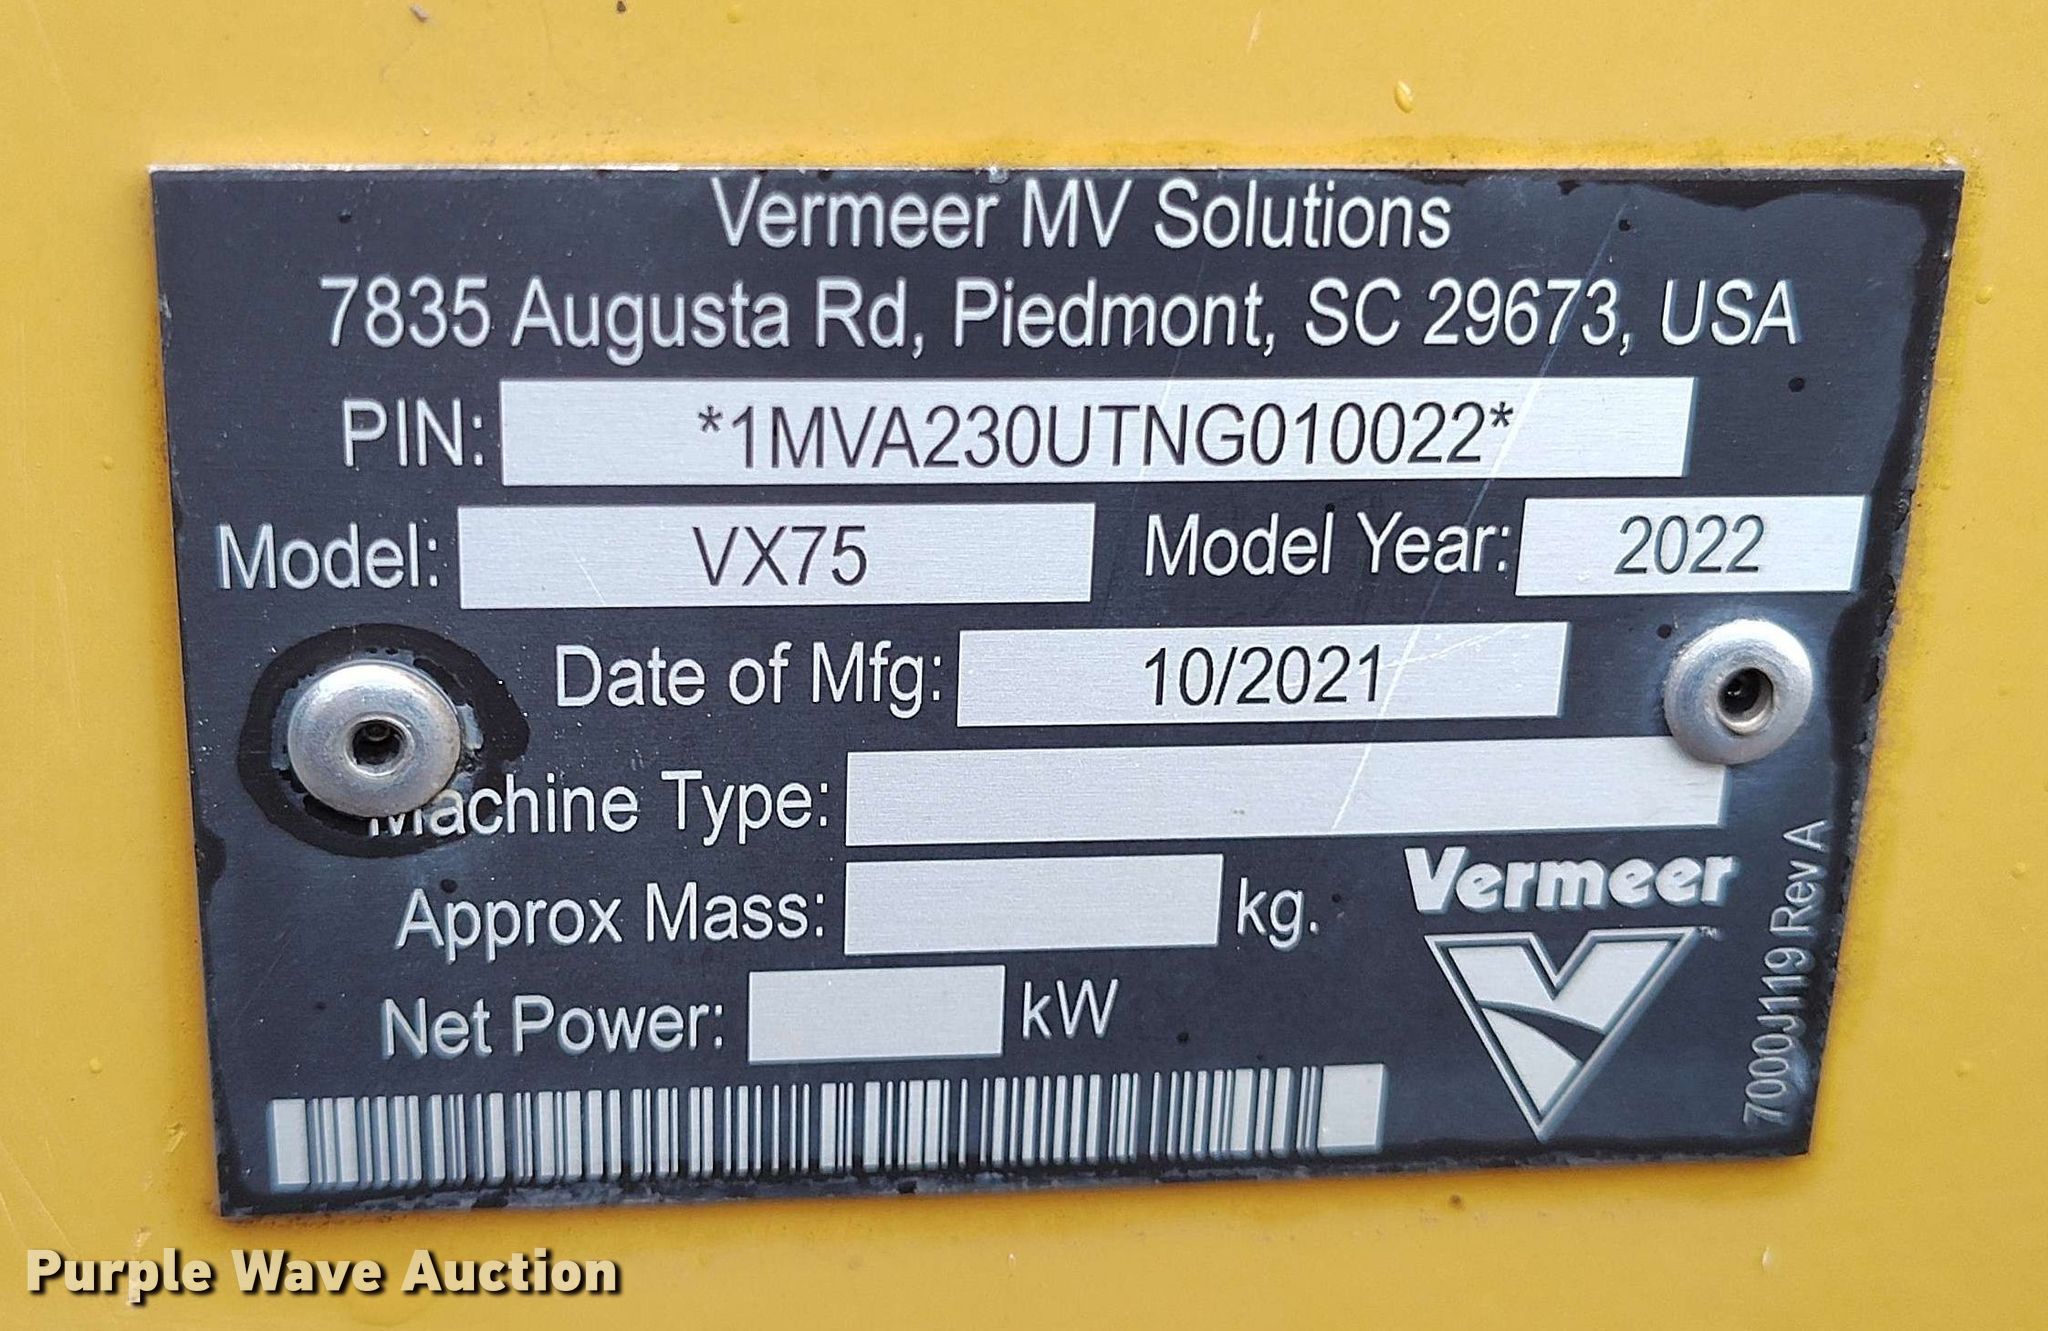 Vermeer MV Solutions
7835 Augusta Rd, Piedmont, SC 29673, USA
PIN: *1MVA230UTNG010022*
Model: VX75 Model Year: 2022
Date of Mfg: 10/2021
Machine Type:
Approx Mass: kg.
Net Power: kW
Vermeer
TM
7000J119 Rev A
Purple Wave Auction